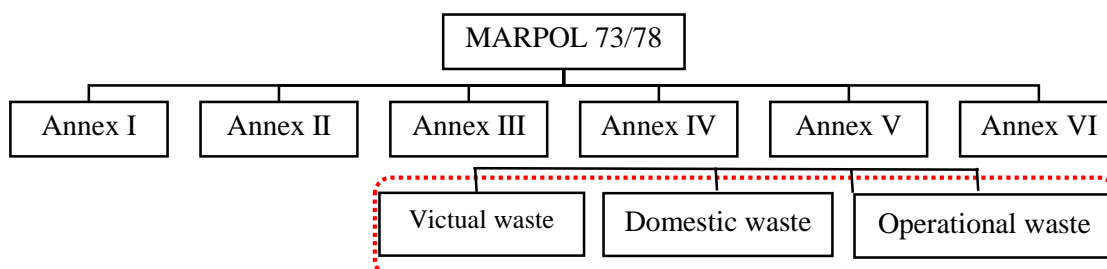 MARPOL 73/78
Annex I
Annex II
Annex III
Annex IV
Annex V
Annex VI
Victual waste
Domestic waste
Operational waste